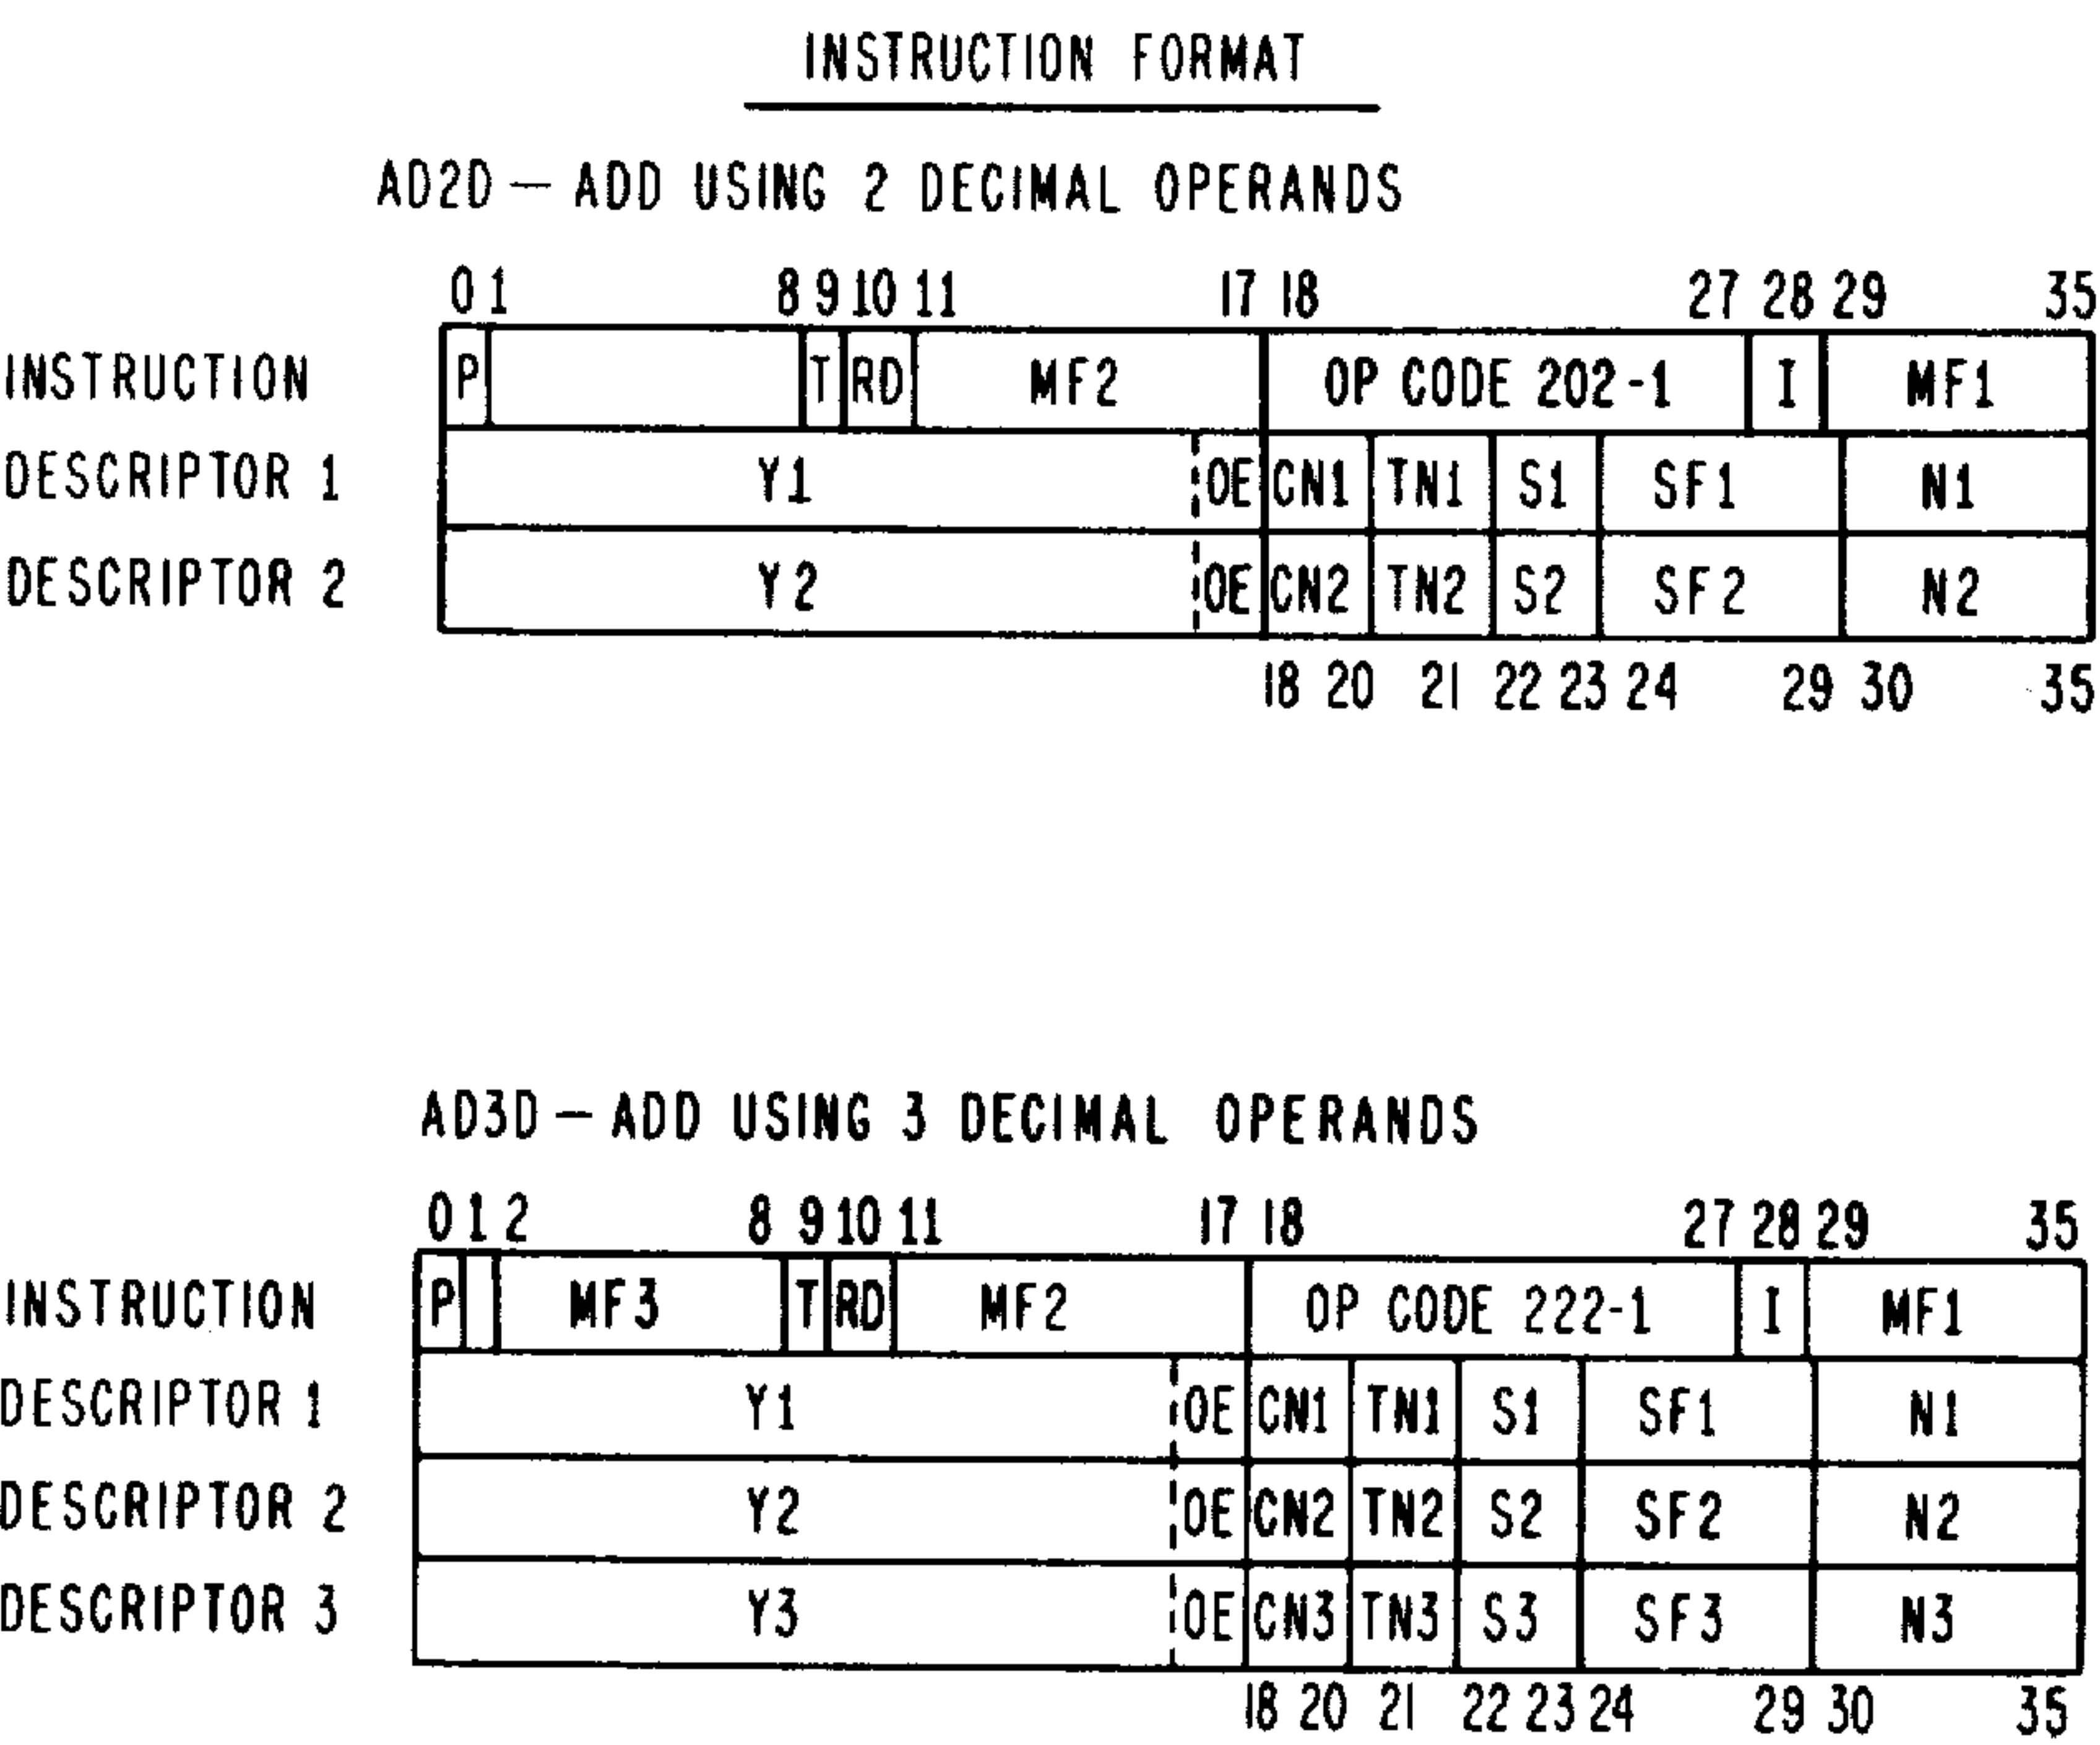 INSTRUCTION FORMAT
AD2D — ADD USING 2 DECIMAL OPERANDS
0 1 8 9 10 11 17 18 27 28 29 35
INSTRUCTION P T RD MF2 OP CODE 202-1 I MF1
DESCRIPTOR 1 Y1 OE CN1 TN1 S1 SF1 N1
DESCRIPTOR 2 Y2 OE CN2 TN2 S2 SF2 N2
18 20 21 22 23 24 29 30 35
AD3D — ADD USING 3 DECIMAL OPERANDS
0 1 2 8 9 10 11 17 18 27 28 29 35
INSTRUCTION P MF3 T RD MF2 OP CODE 222-1 I MF1
DESCRIPTOR 1 Y1 OE CN1 TN1 S1 SF1 N1
DESCRIPTOR 2 Y2 OE CN2 TN2 S2 SF2 N2
DESCRIPTOR 3 Y3 OE CN3 TN3 S3 SF3 N3
18 20 21 22 23 24 29 30 35